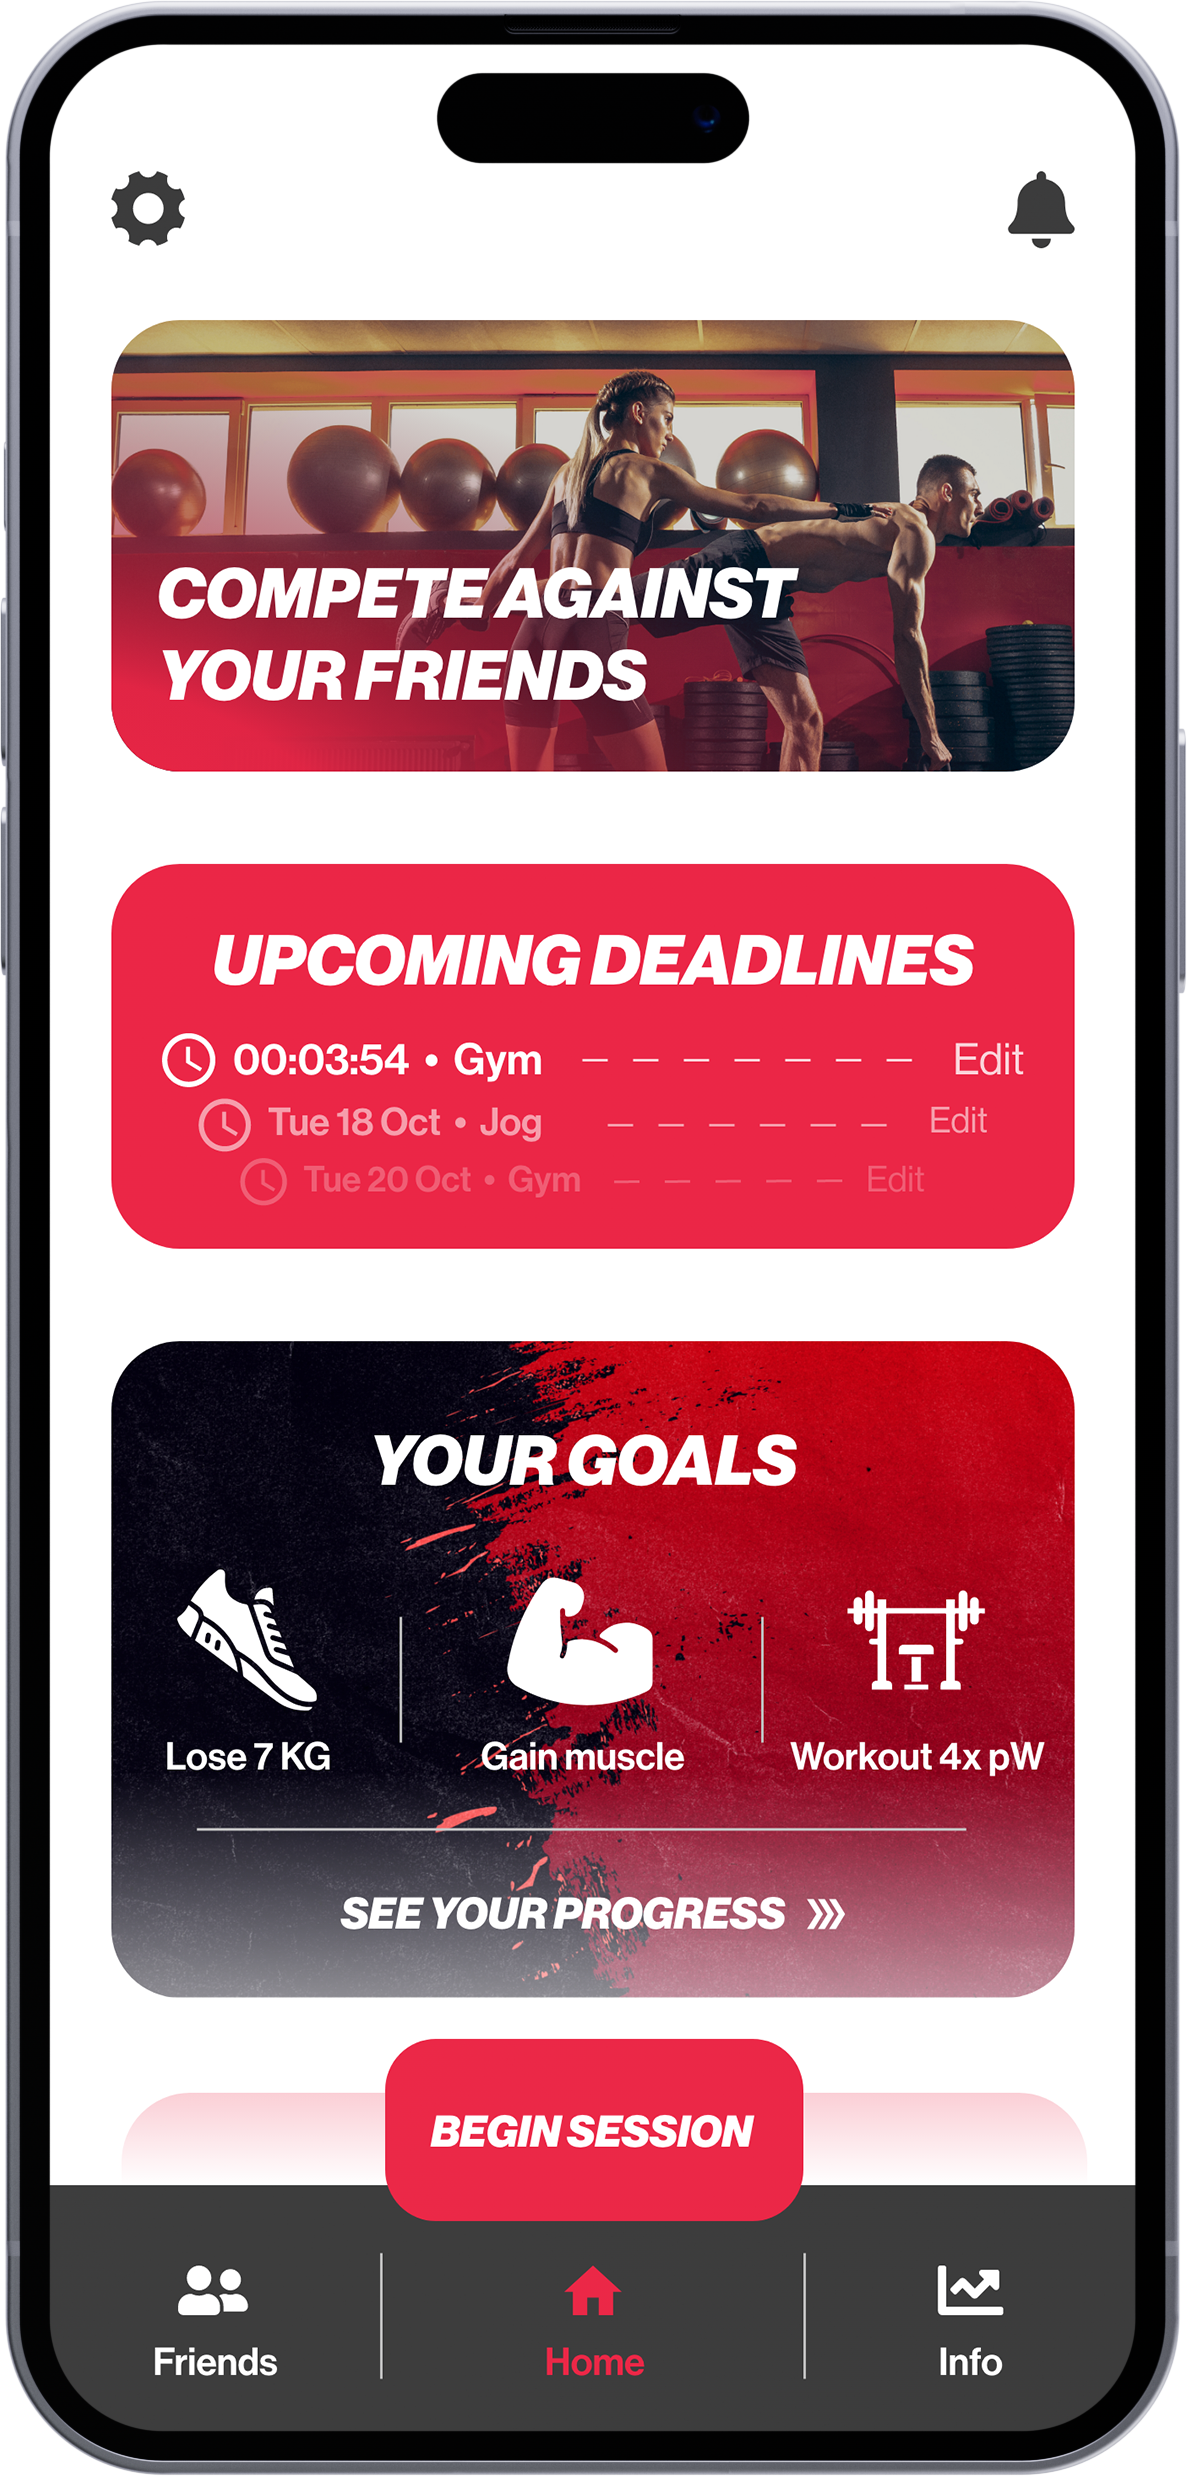 COMPETE AGAINST
YOUR FRIENDS
UPCOMING DEADLINES
00:03:54 • Gym Edit
Tue 18 Oct • Jog Edit
Tue 20 Oct • Gym Edit
YOUR GOALS
Lose 7 KG Gain muscle Workout 4x pW
SEE YOUR PROGRESS
BEGIN SESSION
Friends Home Info